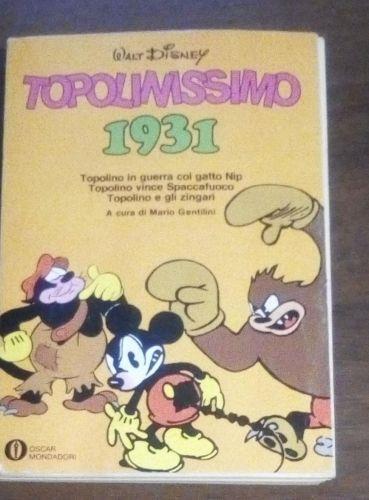 WALT DISNEY
TOPOLINISSIMO
1931
Topolino in guerra col gatto Nip
Topolino vince Spaccafuoco
Topolino e gli zingari
A cura di Mario Gentilini
OSCAR
MONDADORI